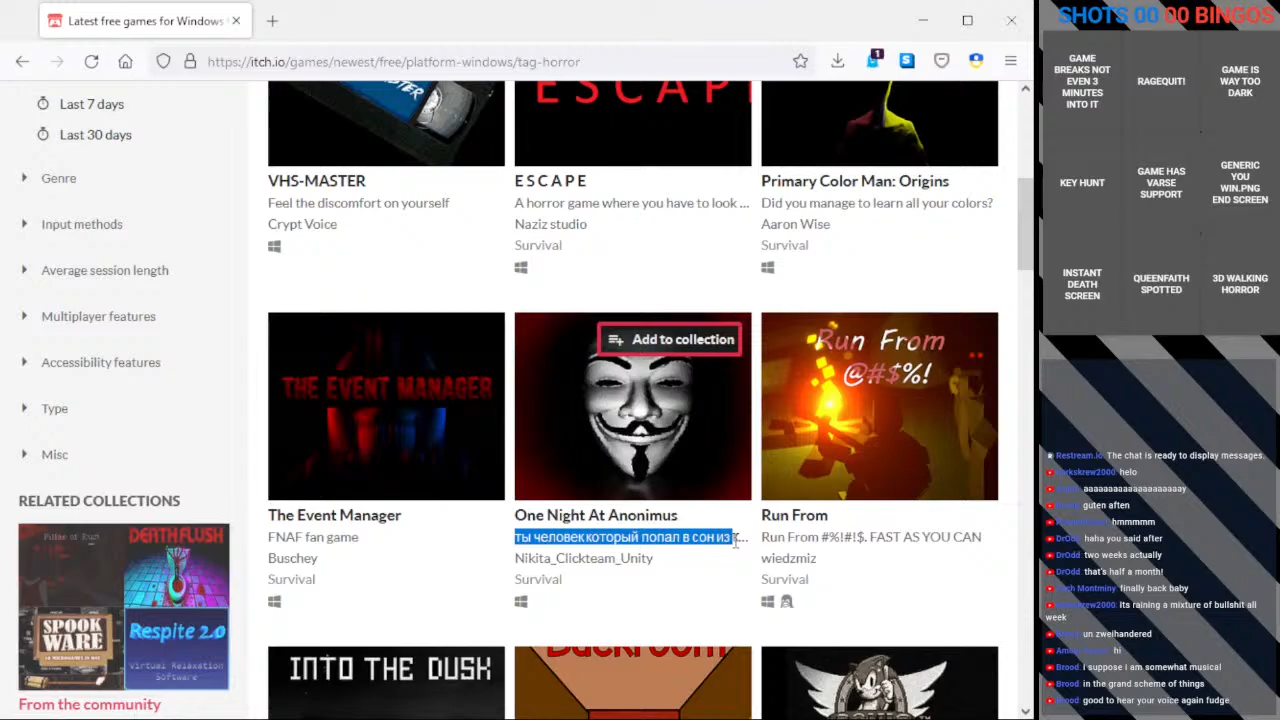 Latest free games for Windows
https://itch.io/games/newest/free/platform-windows/tag-horror
1
Last 7 days
Last 30 days
Genre
Input methods
Average session length
Multiplayer features
Accessibility features
Type
Misc
RELATED COLLECTIONS
DEATH FLUSH
SPOOK WARE
Respite 2.0
Virtual Relaxation Software
From the community
ESCAPE
VHS-MASTER
Feel the discomfort on yourself
Crypt Voice
E S C A P E
A horror game where you have to look ...
Naziz studio
Survival
Primary Color Man: Origins
Did you manage to learn all your colors?
Aaron Wise
Survival
THE EVENT MANAGER
Add to collection
Run From
@#$%!
The Event Manager
FNAF fan game
Buschey
Survival
One Night At Anonimus
ты человек который попал в сон из
Nikita_Clickteam_Unity
Survival
Run From
Run From #%!#!$. FAST AS YOU CAN
wiedzmiz
Survival
INTO THE DUSK
Backroom
SHOTS 00 00 BINGOS
GAME BREAKS NOT EVEN 3 MINUTES INTO IT
RAGEQUIT!
GAME IS WAY TOO DARK
KEY HUNT
GAME HAS VARSE SUPPORT
GENERIC YOU WIN.PNG END SCREEN
INSTANT DEATH SCREEN
QUEENFAITH SPOTTED
3D WALKING HORROR
Restream.io The chat is ready to display messages.
helo
aaaaaaaaaaaaaaaaaaay
guten aften
hmmmmm
DrOdd haha you said after
DrOdd two weeks actually
DrOdd that's half a month!
Montminy finally back baby
its raining a mixture of bullshit all
week
un zweihandered
hi
Brood i suppose i am somewhat musical
Brood in the grand scheme of things
Brood good to hear your voice again fudge